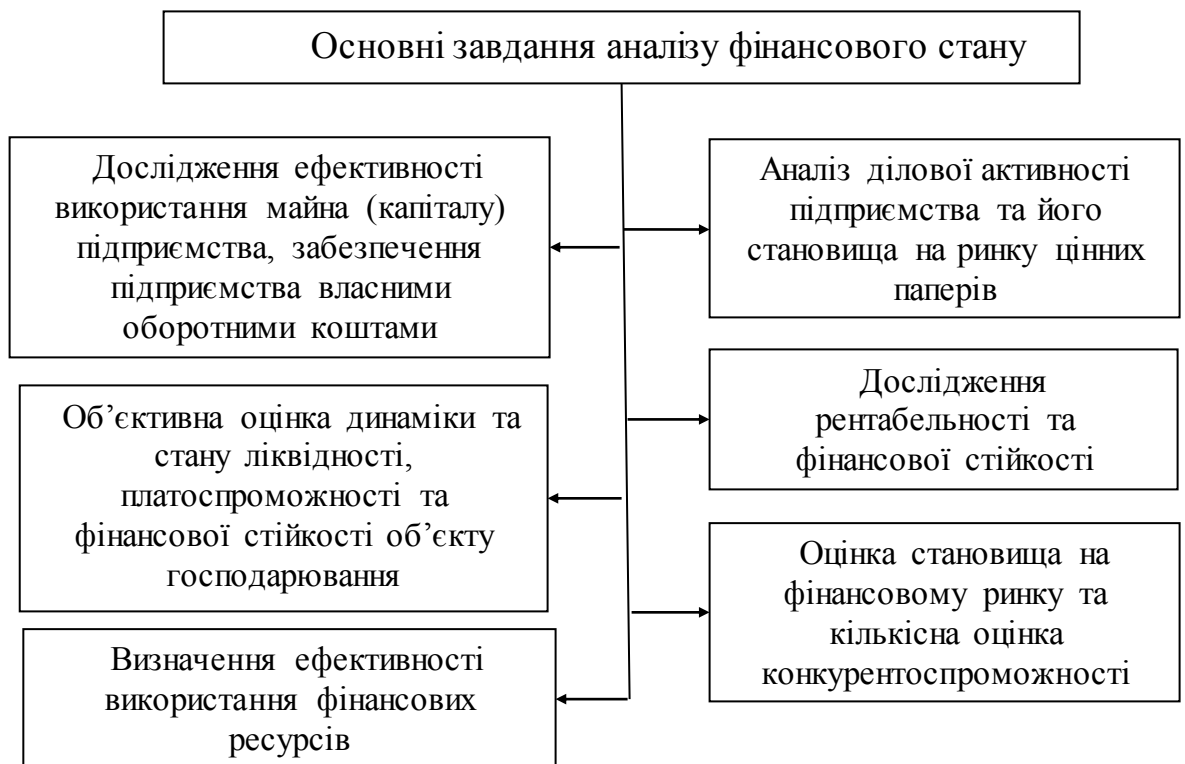 Основні завдання аналізу фінансового стану
Дослідження ефективності
використання майна (капіталу)
підприємства, забезпечення
підприємства власними
оборотними коштами
Аналіз ділової активності
підприємства та його
становища на ринку цінних
паперів
Об’єктивна оцінка динаміки та
стану ліквідності,
платоспроможності та
фінансової стійкості об’єкту
господарювання
Дослідження
рентабельності та
фінансової стійкості
Визначення ефективності
використання фінансових
ресурсів
Оцінка становища на
фінансовому ринку та
кількісна оцінка
конкурентоспроможності